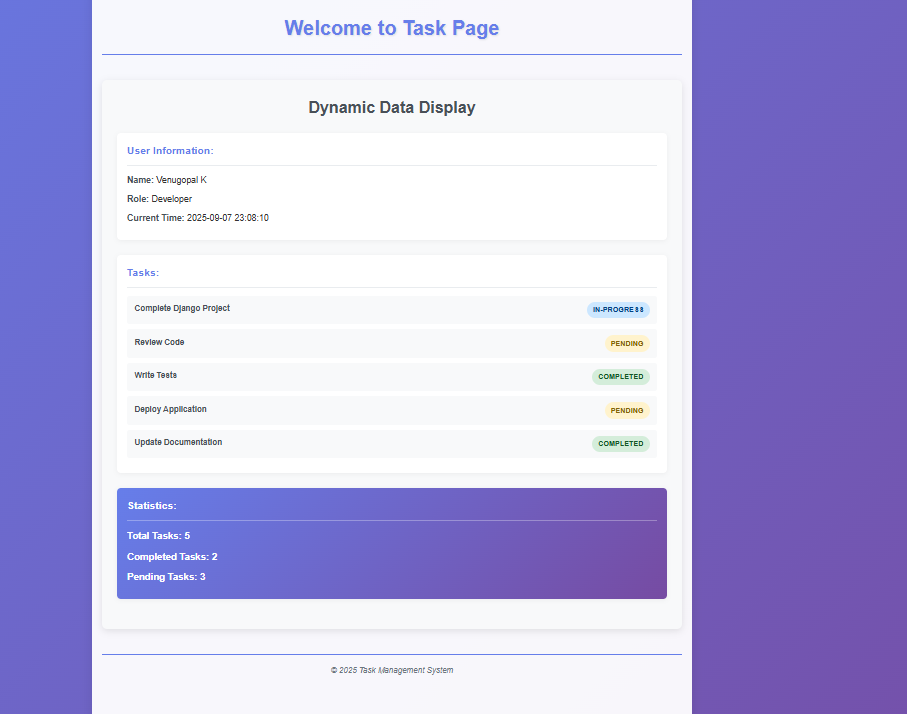 Welcome to Task Page
Dynamic Data Display
User Information:
Name: Venugopal K
Role: Developer
Current Time: 2025-09-07 23:08:10
Tasks:
Complete Django Project IN-PROGRESS
Review Code PENDING
Write Tests COMPLETED
Deploy Application PENDING
Update Documentation COMPLETED
Statistics:
Total Tasks: 5
Completed Tasks: 2
Pending Tasks: 3
© 2025 Task Management System